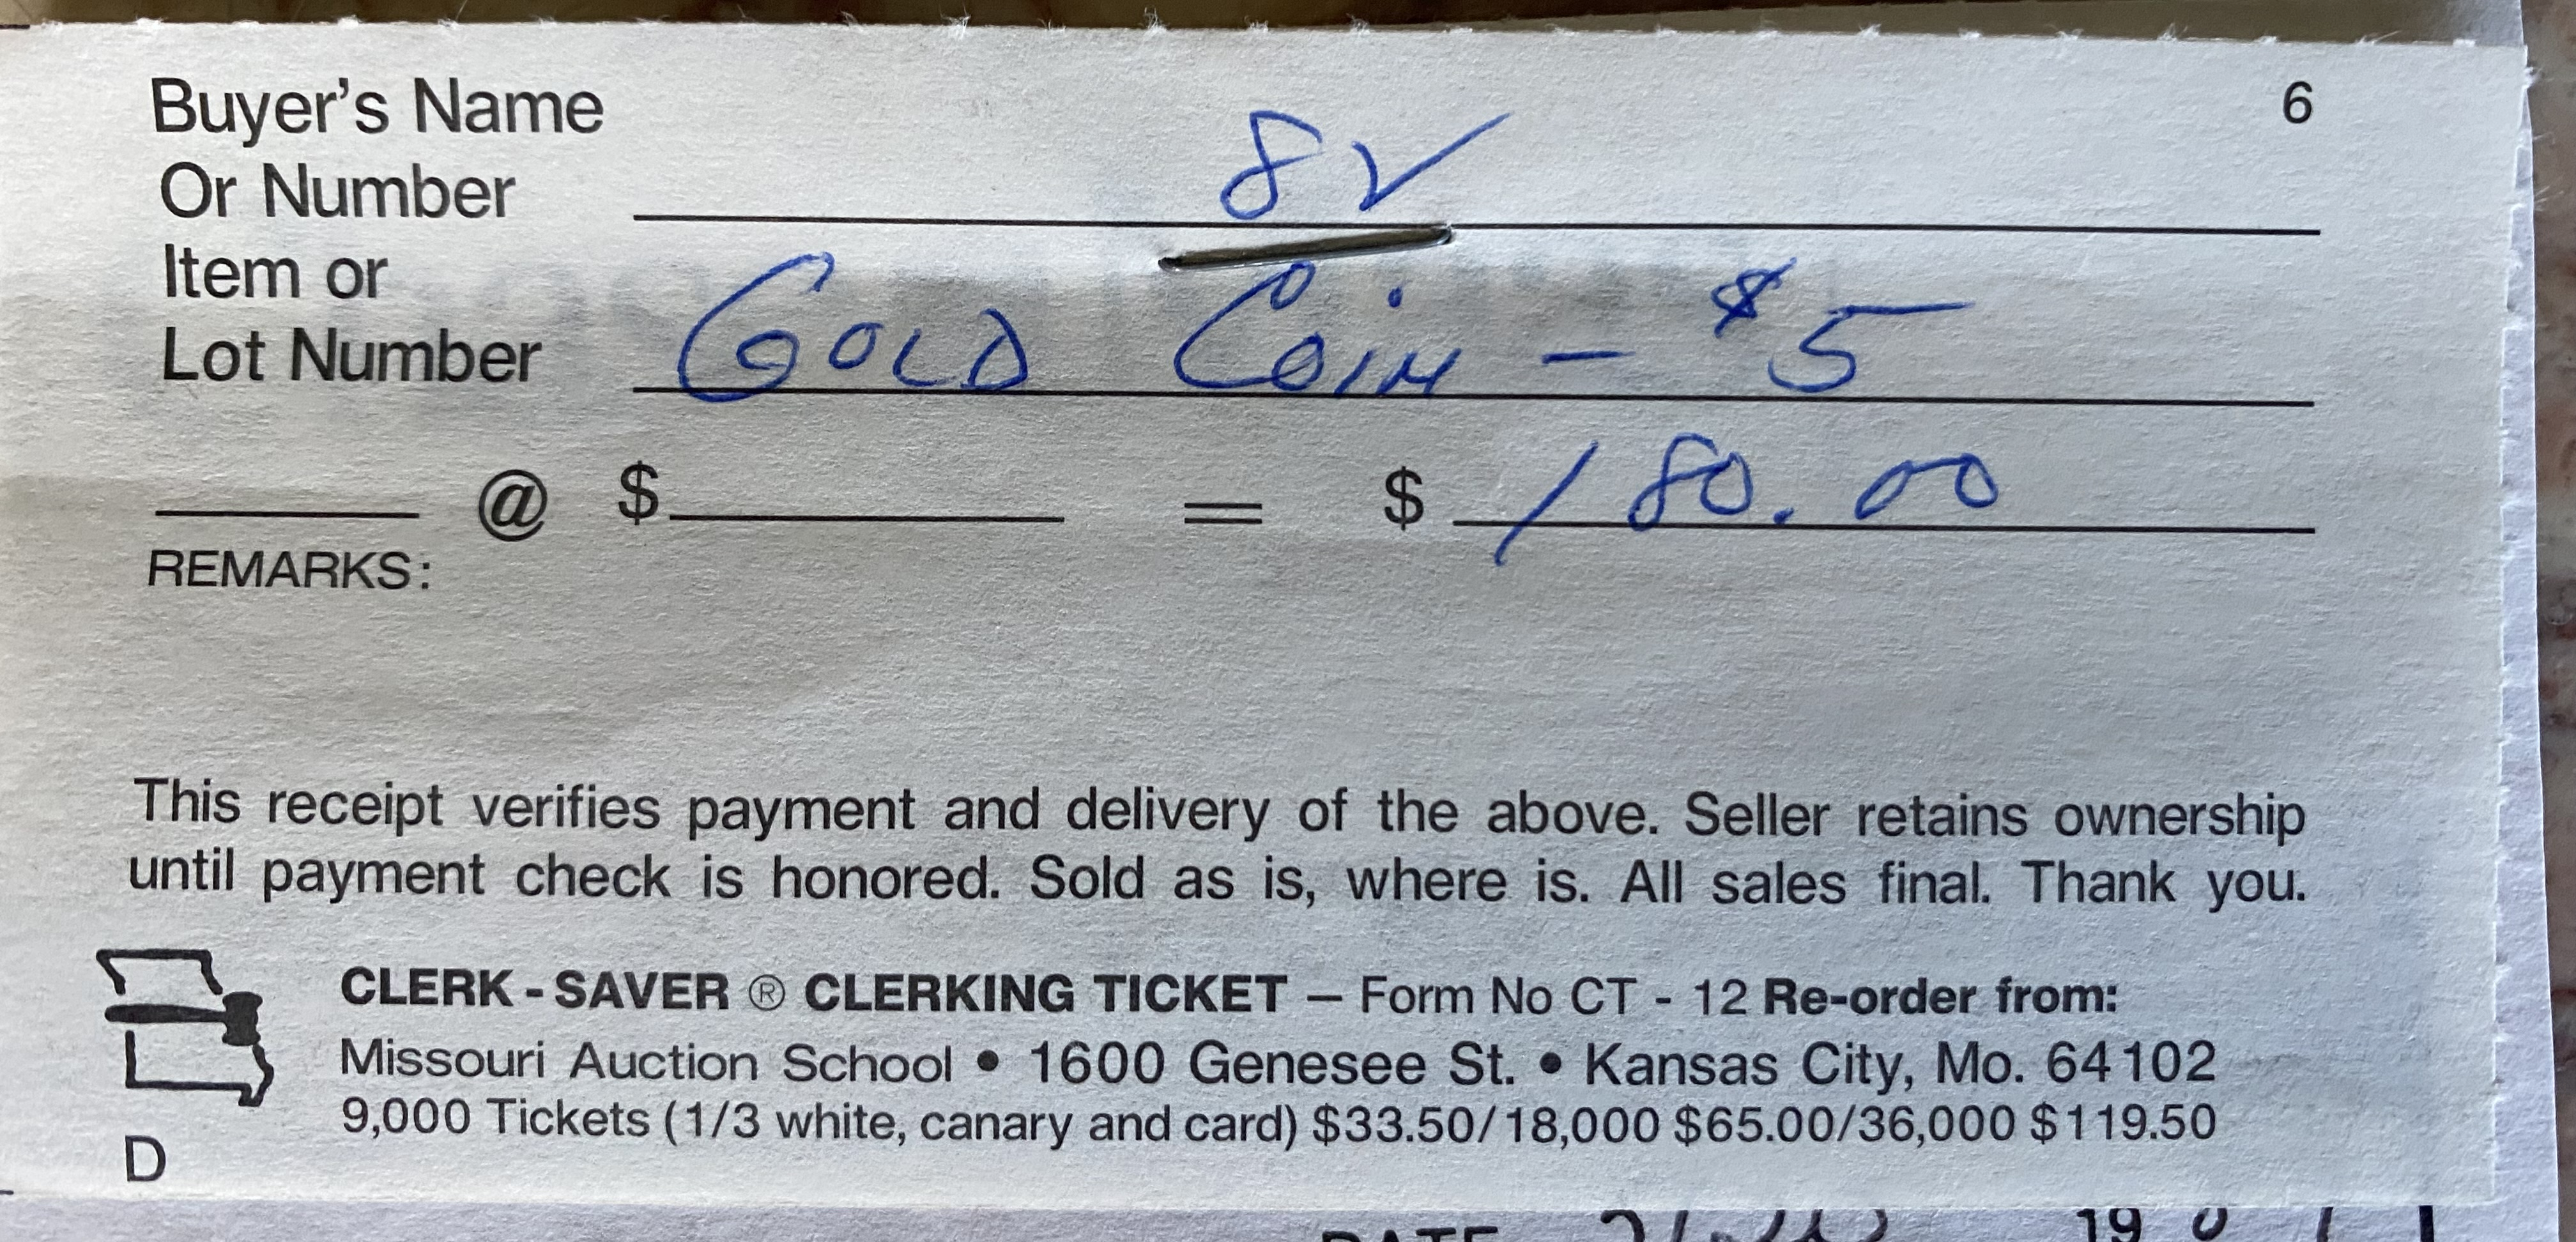 Buyer's Name
Or Number 8 ✓
6
Item or
Lot Number Gold Coin - $5
@ $ = $ 180.00
REMARKS:
This receipt verifies payment and delivery of the above. Seller retains ownership
until payment check is honored. Sold as is, where is. All sales final. Thank you.
CLERK - SAVER ® CLERKING TICKET – Form No CT - 12 Re-order from:
Missouri Auction School • 1600 Genesee St. • Kansas City, Mo. 64102
9,000 Tickets (1/3 white, canary and card) $33.50/18,000 $65.00/36,000 $119.50
D
DATE 19